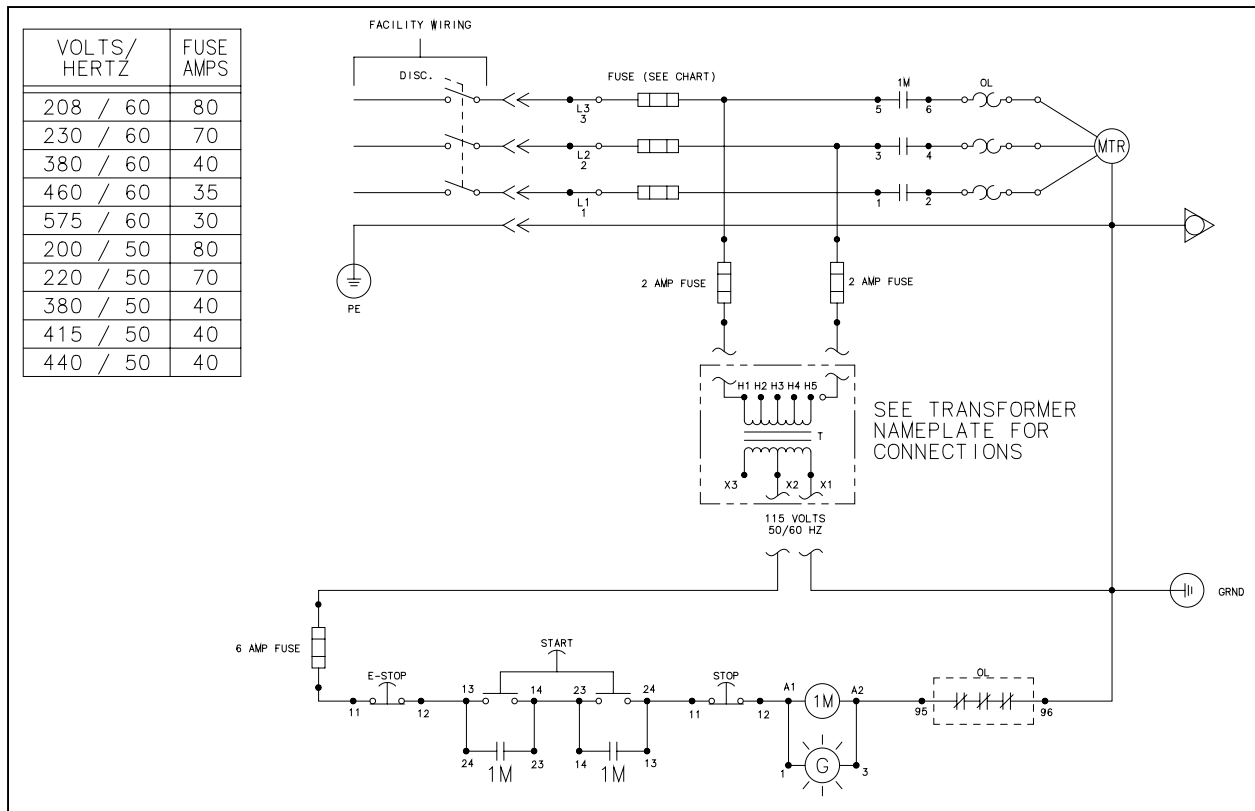 FACILITY WIRING
VOLTS/ HERTZ FUSE AMPS
208 / 60 80
230 / 60 70
380 / 60 40
460 / 60 35
575 / 60 30
200 / 50 80
220 / 50 70
380 / 50 40
415 / 50 40
440 / 50 40
DISC.
FUSE (SEE CHART)
1M
OL
L3
3
5
6
L2
2
3
4
MTR
L1
1
1
2
PE
2 AMP FUSE
2 AMP FUSE
H1 H2 H3 H4 H5
T
X3 X2 X1
SEE TRANSFORMER
NAMEPLATE FOR
CONNECTIONS
115 VOLTS
50/60 HZ
GRND
6 AMP FUSE
E-STOP
START
STOP
OL
11
12
13
14
23
24
11
12
A1
1M
A2
95
96
24
23
1M
14
13
1M
1
G
3